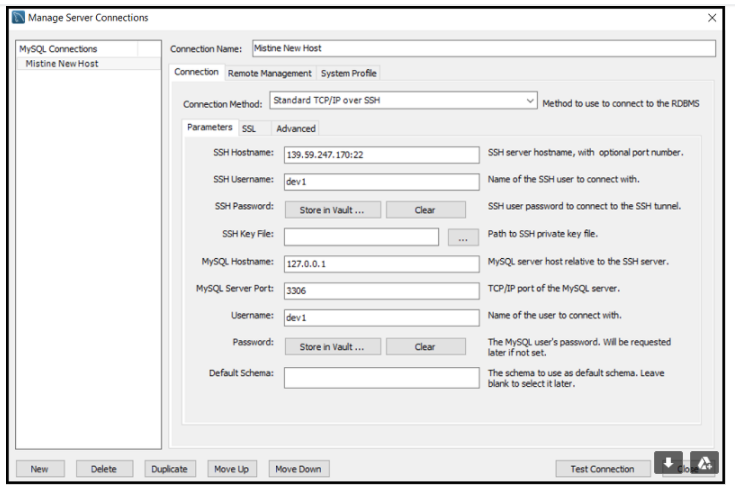 Manage Server Connections
MySQL Connections
Mistine New Host
Connection Name: Mistine New Host
Connection Remote Management System Profile
Connection Method: Standard TCP/IP over SSH Method to use to connect to the RDBMS
Parameters SSL Advanced
SSH Hostname: 139.59.247.170:22 SSH server hostname, with optional port number.
SSH Username: dev1 Name of the SSH user to connect with.
SSH Password: Store in Vault ... Clear SSH user password to connect to the SSH tunnel.
SSH Key File: ... Path to SSH private key file.
MySQL Hostname: 127.0.0.1 MySQL server host relative to the SSH server.
MySQL Server Port: 3306 TCP/IP port of the MySQL server.
Username: dev1 Name of the user to connect with.
Password: Store in Vault ... Clear The MySQL user's password. Will be requested
later if not set.
Default Schema: The schema to use as default schema. Leave
blank to select it later.
New Delete Duplicate Move Up Move Down Test Connection Close